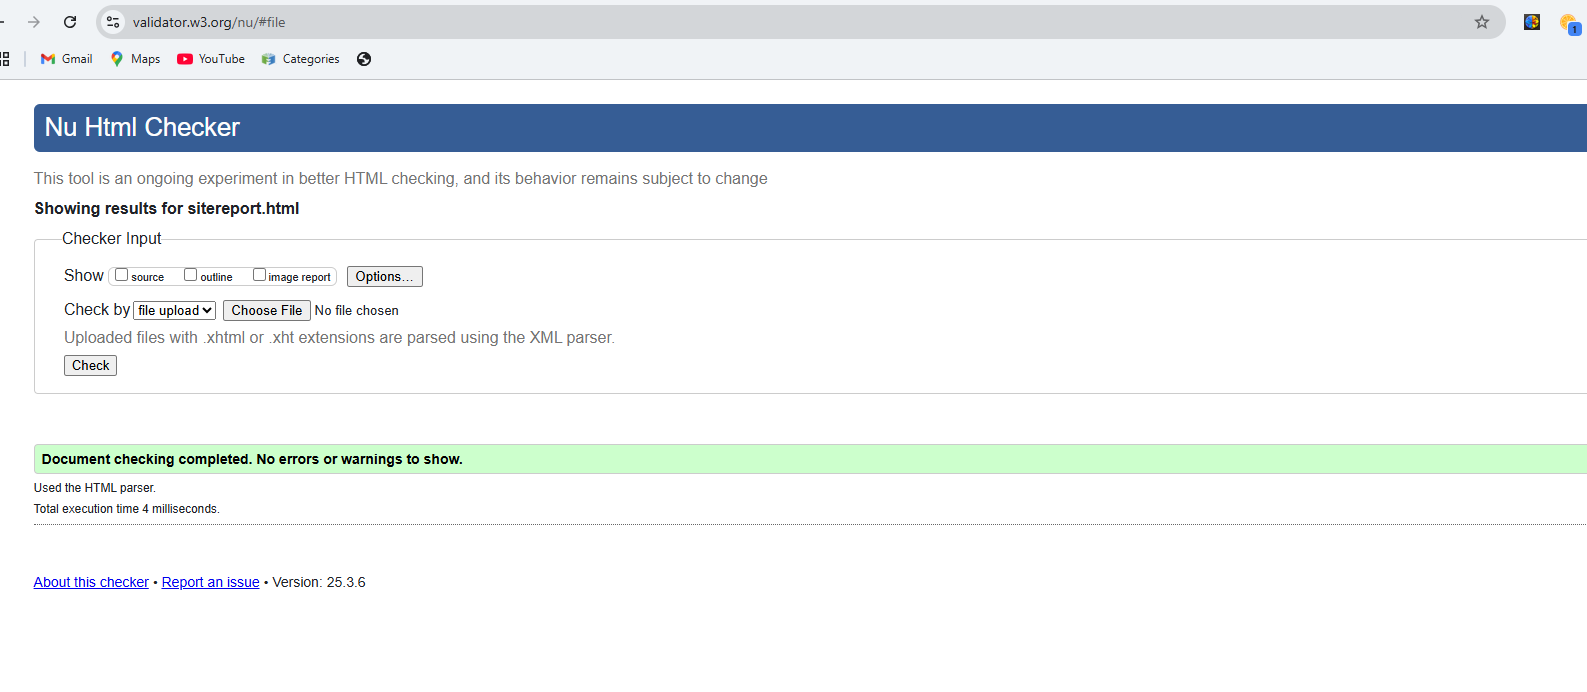 validator.w3.org/nu/#file
1
Gmail Maps YouTube Categories
Nu Html Checker
This tool is an ongoing experiment in better HTML checking, and its behavior remains subject to change
Showing results for sitereport.html
Checker Input
Show source outline image report Options...
Check by file upload Choose File No file chosen
Uploaded files with .xhtml or .xht extensions are parsed using the XML parser.
Check
Document checking completed. No errors or warnings to show.
Used the HTML parser.
Total execution time 4 milliseconds.
About this checker • Report an issue • Version: 25.3.6